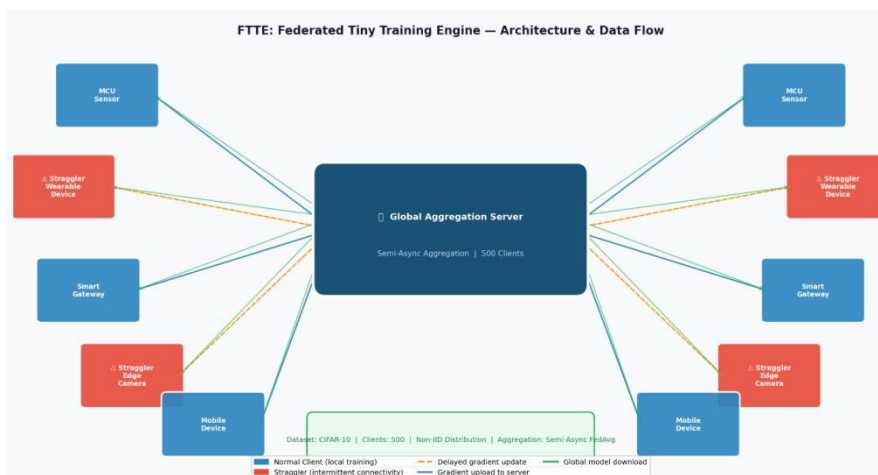 FTTE: Federated Tiny Training Engine — Architecture & Data Flow
MCU
Sensor
MCU
Sensor
⚠ Straggler
Wearable
Device
⚠ Straggler
Wearable
Device
Global Aggregation Server
Semi-Async Aggregation | 500 Clients
Smart
Gateway
Smart
Gateway
⚠ Straggler
Edge
Camera
⚠ Straggler
Edge
Camera
Mobile
Device
Mobile
Device
Dataset: CIFAR-10 | Clients: 500 | Non-IID Distribution | Aggregation: Semi-Async FedAvg
Normal Client (local training)
Straggler (intermittent connectivity)
Delayed gradient update
Gradient upload to server
Global model download